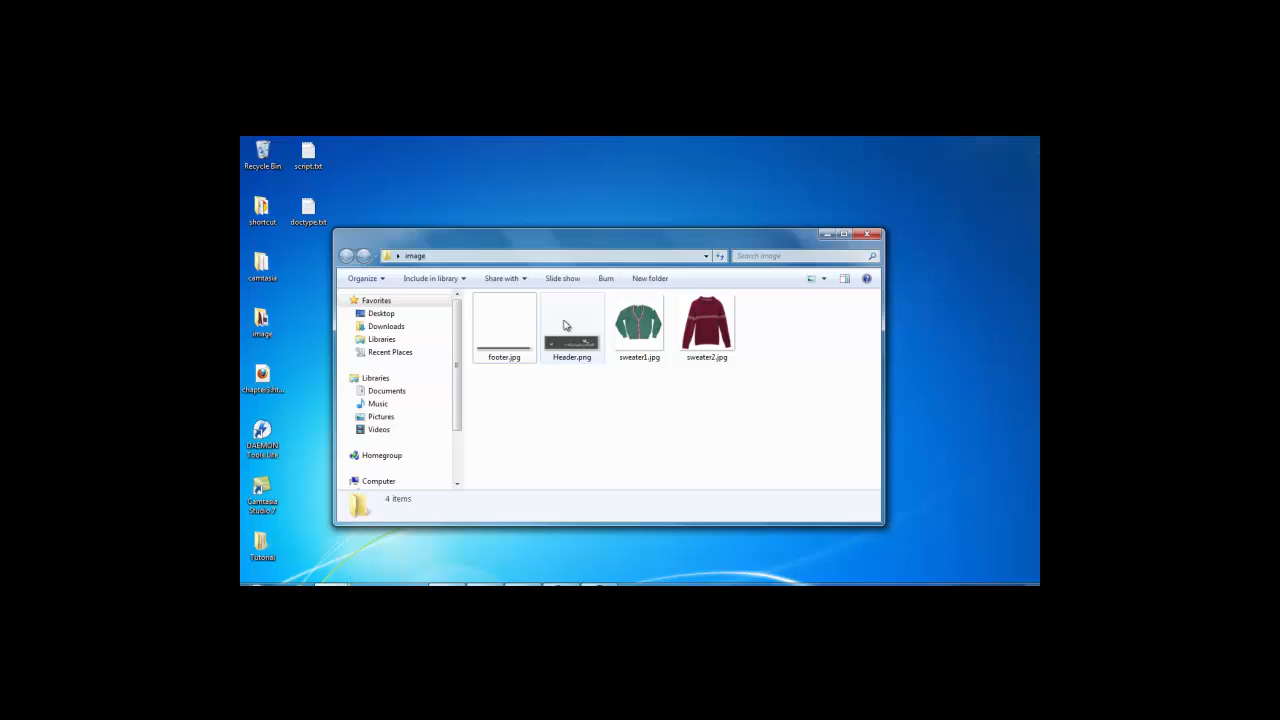 Recycle Bin
script.txt
shortcut
doctype.txt
camtasia
image
chapter3.ht...
DAEMON
Tools Lite
Camtasia
Studio 7
Tutorial
image
Search image
Organize
Include in library
Share with
Slide show
Burn
New folder
Favorites
Desktop
Downloads
Libraries
Recent Places
Libraries
Documents
Music
Pictures
Videos
Homegroup
Computer
footer.jpg
Header.png
sweater1.jpg
sweater2.jpg
4 items